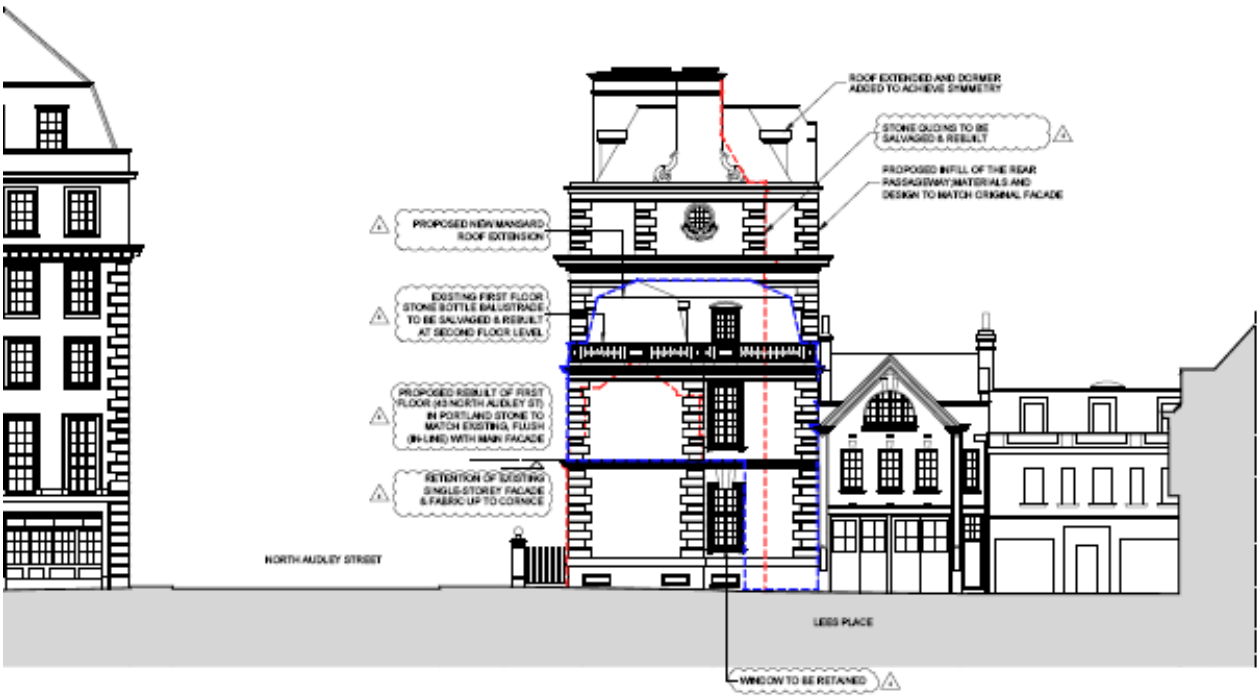 ROOF EXTENDED AND DORMER
ADDED TO ACHIEVE SYMMETRY
STONE QUOINS TO BE
SALVAGED & REBUILT
PROPOSED INFILL OF THE REAR
PASSAGEWAY;MATERIALS AND
DESIGN TO MATCH ORIGINAL FACADE
PROPOSED NEW MANSARD
ROOF EXTENSION
EXISTING FIRST FLOOR
STONE BOTTLE BALUSTRADE
TO BE SALVAGED & REBUILT
AT SECOND FLOOR LEVEL
PROPOSED REBUILT OF FIRST
FLOOR (43 NORTH AUDLEY ST)
IN PORTLAND STONE TO
MATCH EXISTING, FLUSH
(IN-LINE) WITH MAIN FACADE
RETENTION OF EXISTING
SINGLE-STOREY FACADE
& FABRIC UP TO CORNICE
NORTH AUDLEY STREET
LEES PLACE
WINDOW TO BE RETAINED